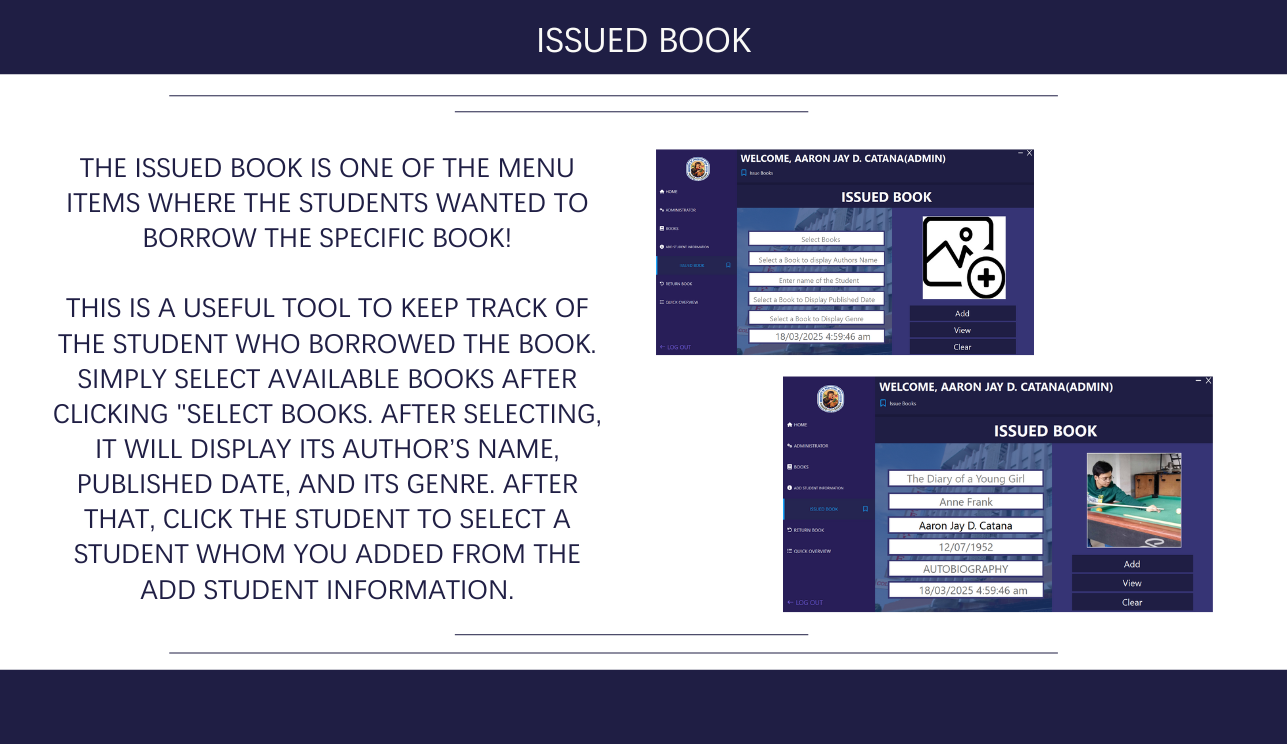 ISSUED BOOK
THE ISSUED BOOK IS ONE OF THE MENU
ITEMS WHERE THE STUDENTS WANTED TO
BORROW THE SPECIFIC BOOK!
THIS IS A USEFUL TOOL TO KEEP TRACK OF
THE STUDENT WHO BORROWED THE BOOK.
SIMPLY SELECT AVAILABLE BOOKS AFTER
CLICKING "SELECT BOOKS. AFTER SELECTING,
IT WILL DISPLAY ITS AUTHOR’S NAME,
PUBLISHED DATE, AND ITS GENRE. AFTER
THAT, CLICK THE STUDENT TO SELECT A
STUDENT WHOM YOU ADDED FROM THE
ADD STUDENT INFORMATION.
WELCOME, AARON JAY D. CATANA(ADMIN)
Issue Books
ISSUED BOOK
HOME
ADMINISTRATOR
BOOKS
ADD STUDENT INFORMATION
ISSUED BOOK
RETURN BOOK
QUICK OVERVIEW
LOG OUT
Select Books
Select a Book to display Authors Name
Enter name of the Student
Select a Book to Display Published Date
Select a Book to Display Genre
18/03/2025 4:59:46 am
Add
View
Clear
WELCOME, AARON JAY D. CATANA(ADMIN)
Issue Books
ISSUED BOOK
HOME
ADMINISTRATOR
BOOKS
ADD STUDENT INFORMATION
ISSUED BOOK
RETURN BOOK
QUICK OVERVIEW
LOG OUT
The Diary of a Young Girl
Anne Frank
Aaron Jay D. Catana
12/07/1952
AUTOBIOGRAPHY
18/03/2025 4:59:46 am
Add
View
Clear